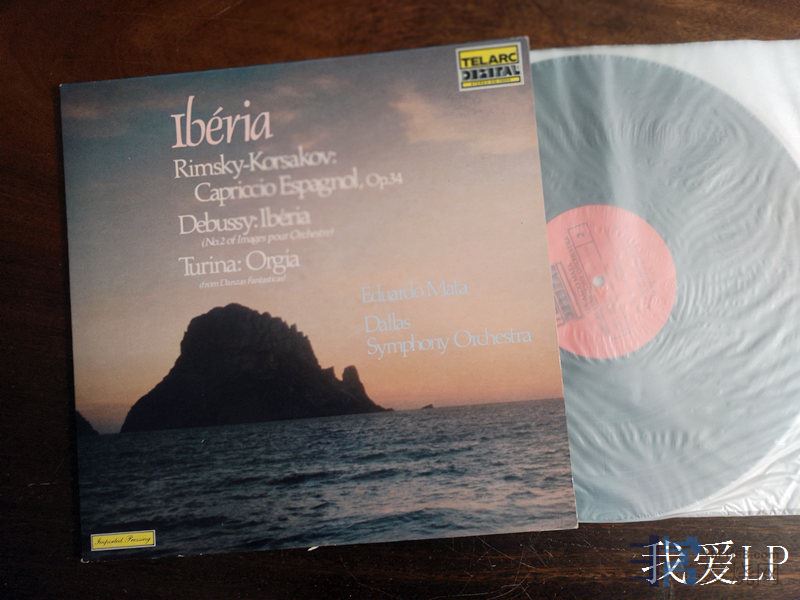 TELARC
DIGITAL
Ibéria
Rimsky-Korsakov:
Capriccio Espagnol, Op.34
Debussy: Ibéria
(No.2 of Images pour Orchestre)
Turina: Orgia
(from Danzas Fantasticas)
Eduardo Mata
Dallas
Symphony Orchestra
Imported Pressing
我爱LP